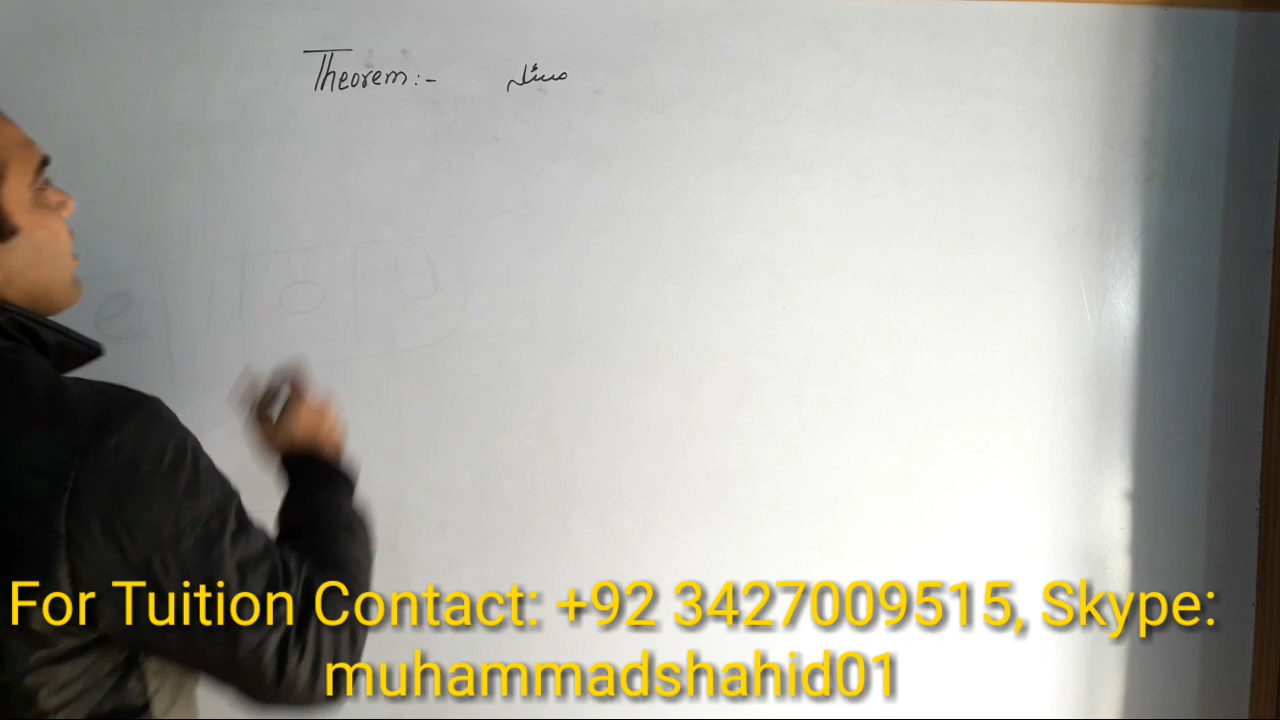 Theorem:- مسئلہ
e i o u
For Tuition Contact: +92 3427009515, Skype:
muhammadshahid01